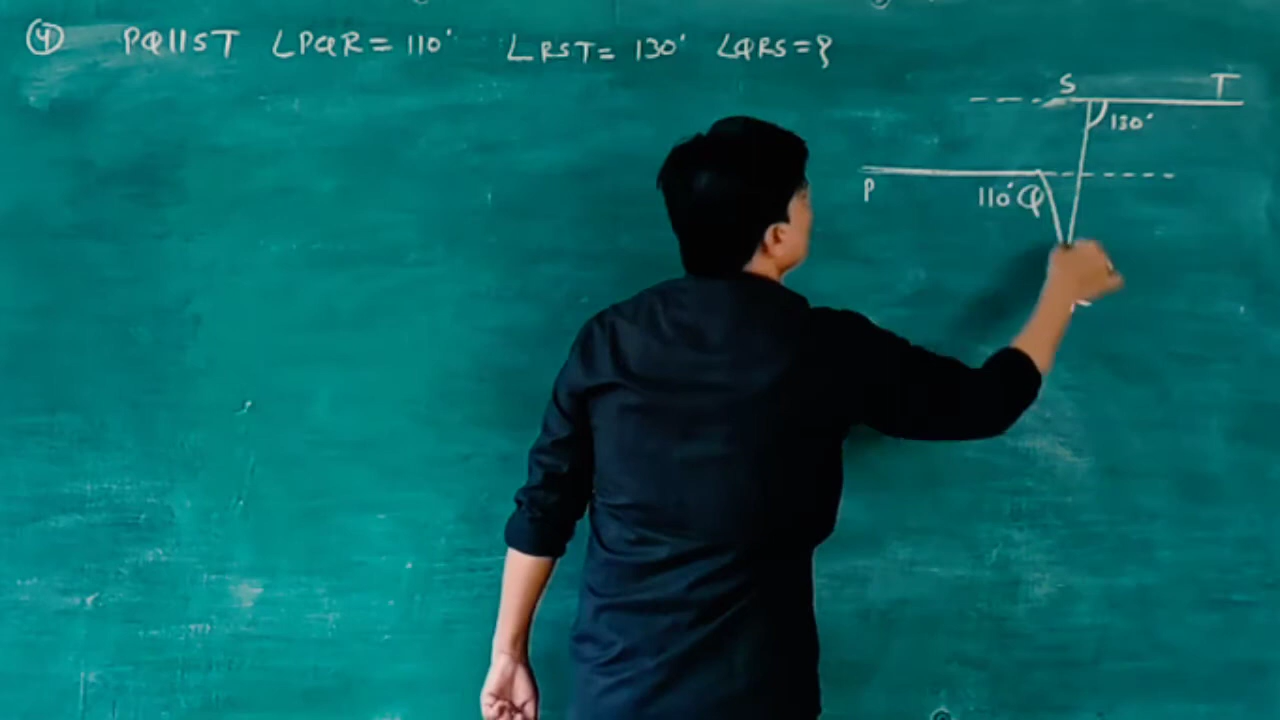 ④ PQ||ST ∠PQR = 110° ∠RST = 130° ∠QRS = ?
S T
130°
P 110° Q